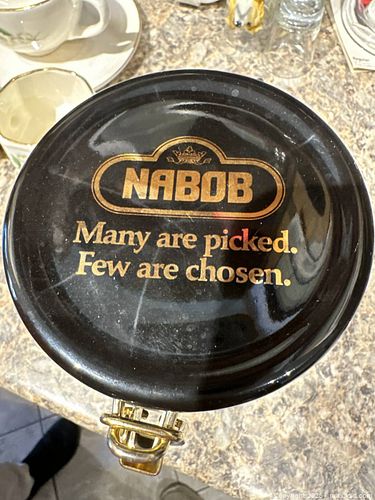 NABOB
Many are picked.
Few are chosen.